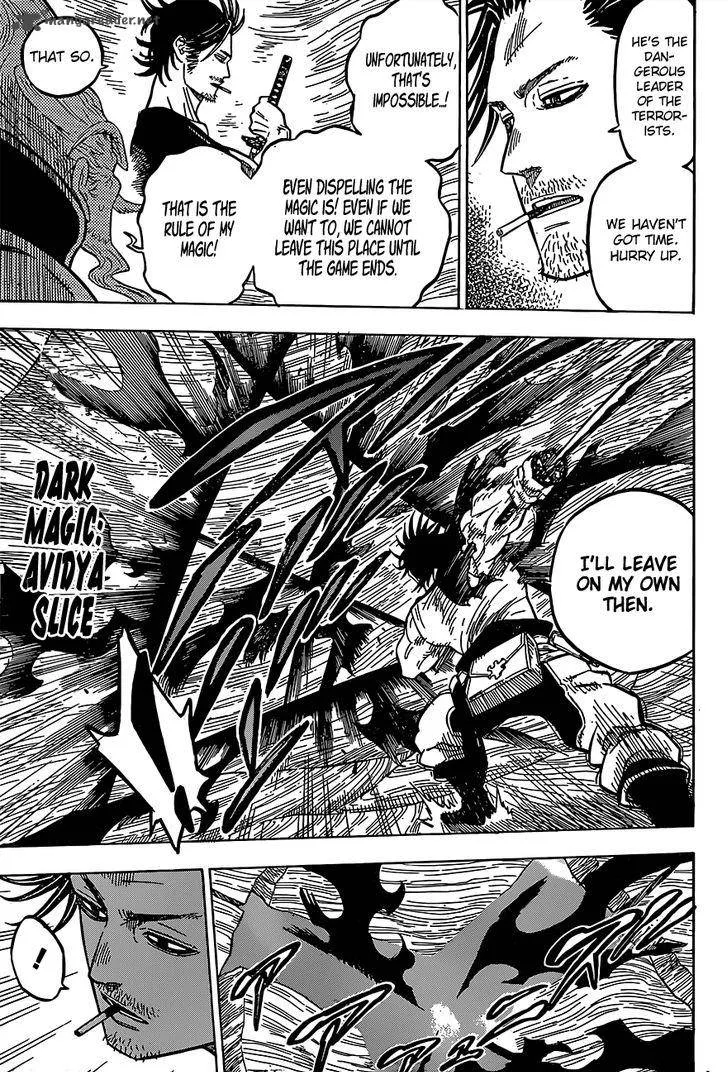 HE'S THE
DAN-
GEROUS
LEADER
OF THE
TERROR-
ISTS.
WE HAVEN'T
GOT TIME.
HURRY UP.
UNFORTUNATELY,
THAT'S
IMPOSSIBLE..!
EVEN DISPELLING THE
MAGIC IS! EVEN IF WE
WANT TO, WE CANNOT
LEAVE THIS PLACE UNTIL
THE GAME ENDS.
THAT IS THE
RULE OF MY
MAGIC!
THAT SO.
I'LL LEAVE
ON MY OWN
THEN.
DARK
MAGIC:
AVIDYA
SLICE
!
mangareader.net